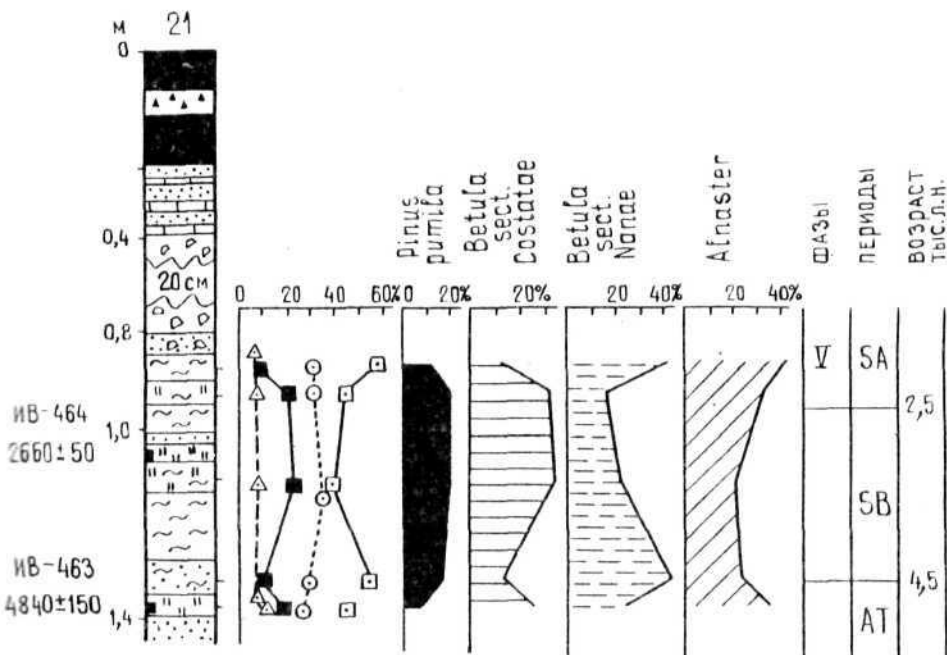 м 21
0
0,4
20 см
0,8
1,0
1,4
ИВ-464
2660±50
ИВ-463
4840±150
0 20 40 60%
Pinus
pumila
0 20%
Betula
sect.
Costatae
20%
Betula
sect.
Nanae
20 40%
Alnaster
20 40%
ФАЗЫ
ПЕРИОДЫ
ВОЗРАСТ
ТЫС.Л.Н.
V SA
2,5
SB
4,5
AT